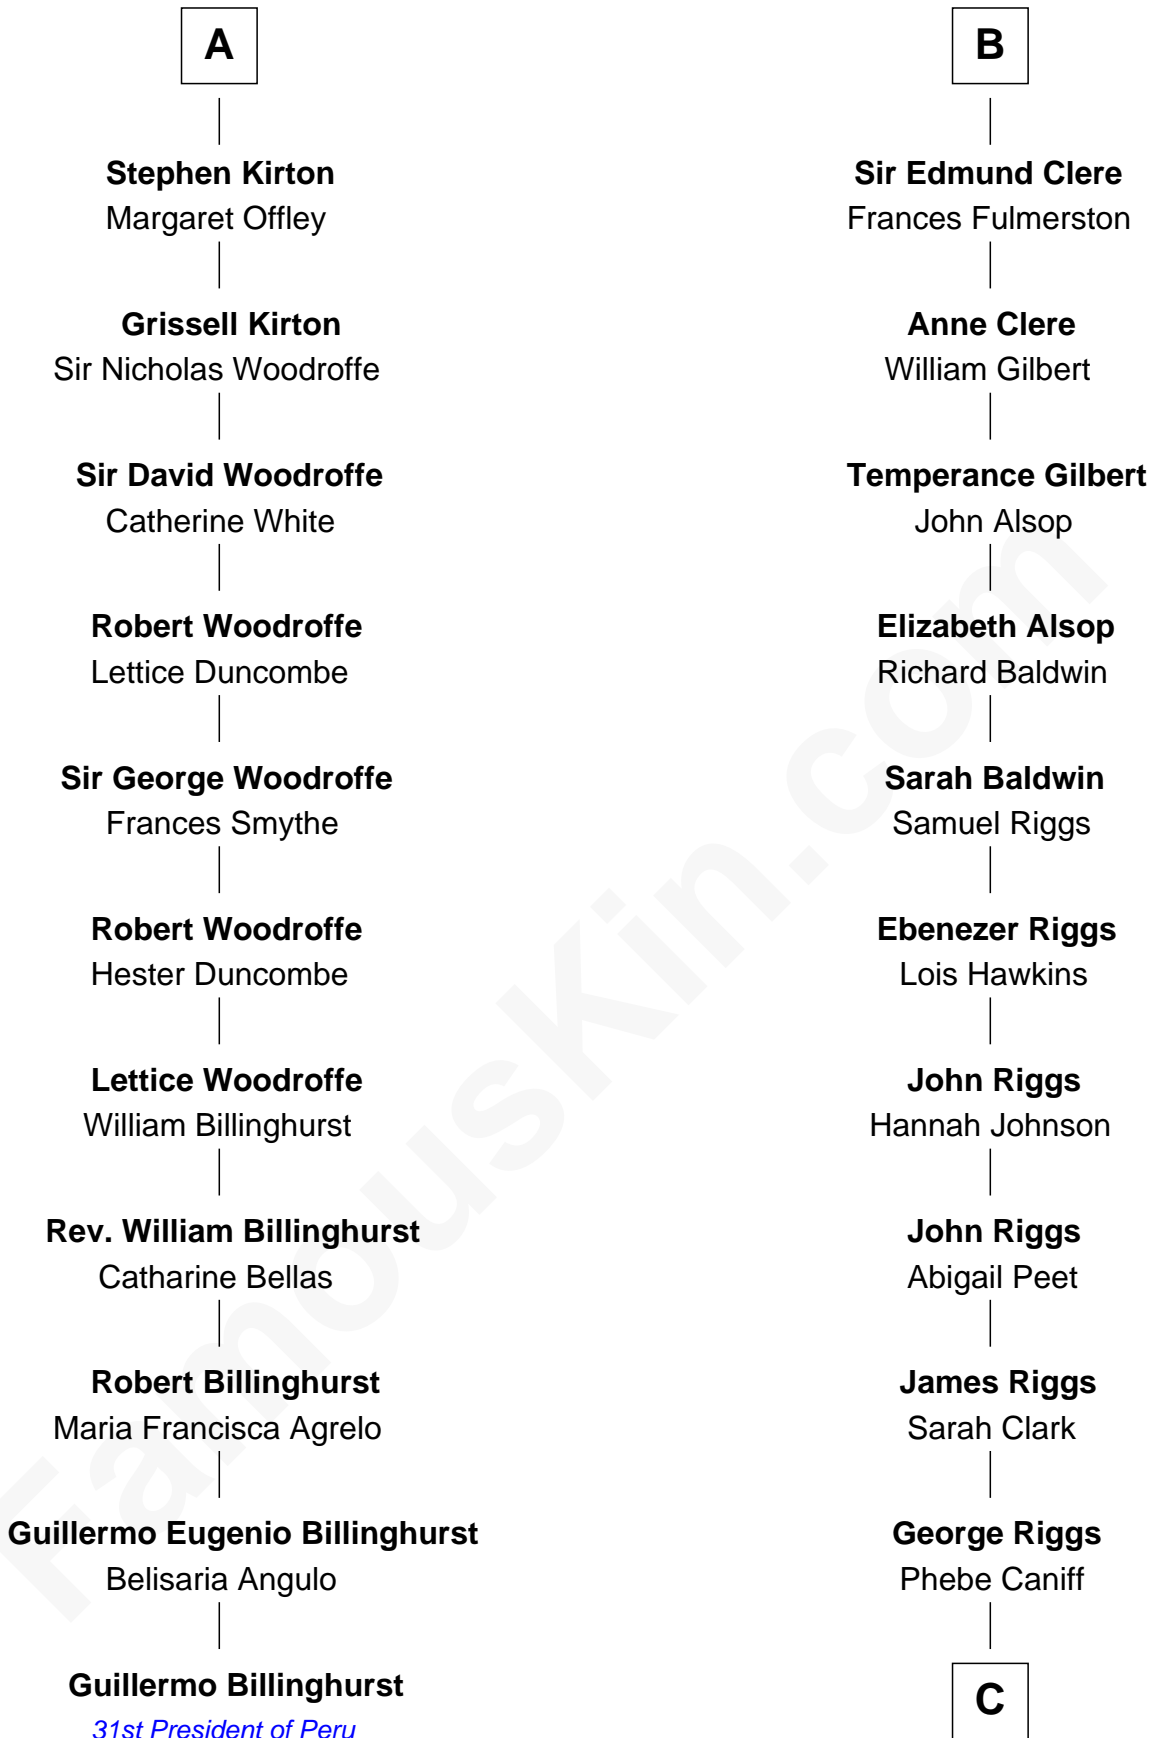 A
Stephen Kirton
Margaret Offley
Grissell Kirton
Sir Nicholas Woodroffe
Sir David Woodroffe
Catherine White
Robert Woodroffe
Lettice Duncombe
Sir George Woodroffe
Frances Smythe
Robert Woodroffe
Hester Duncombe
Lettice Woodroffe
William Billinghurst
Rev. William Billinghurst
Catharine Bellas
Robert Billinghurst
Maria Francisca Agrelo
Guillermo Eugenio Billinghurst
Belisaria Angulo
Guillermo Billinghurst
31st President of Peru
B
Sir Edmund Clere
Frances Fulmerston
Anne Clere
William Gilbert
Temperance Gilbert
John Alsop
Elizabeth Alsop
Richard Baldwin
Sarah Baldwin
Samuel Riggs
Ebenezer Riggs
Lois Hawkins
John Riggs
Hannah Johnson
John Riggs
Abigail Peet
James Riggs
Sarah Clark
George Riggs
Phebe Caniff
C
FamousKin.com